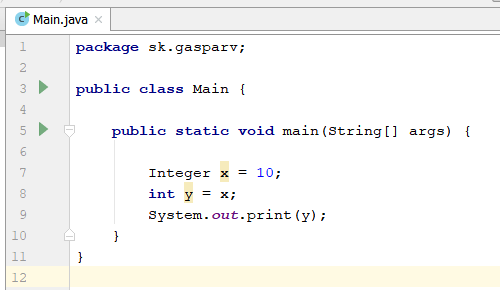 Main.java
1 package sk.gasparv;
2
3 public class Main {
4
5 public static void main(String[] args) {
6
7 Integer x = 10;
8 int y = x;
9 System.out.print(y);
10 }
11 }
12